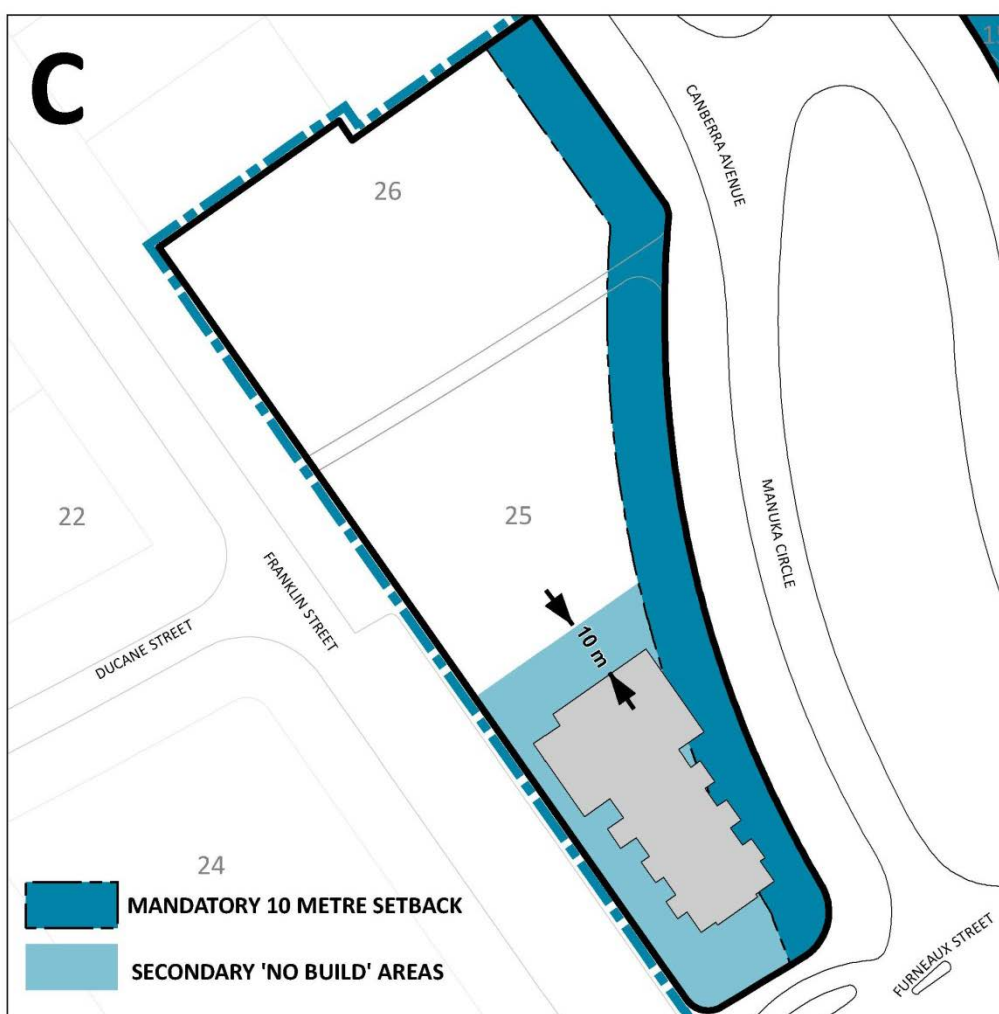 C
CANBERRA AVENUE
26
25
22
MANUKA CIRCLE
FRANKLIN STREET
10 m
DUCANE STREET
24
MANDATORY 10 METRE SETBACK
SECONDARY 'NO BUILD' AREAS
FURNEAUX STREET